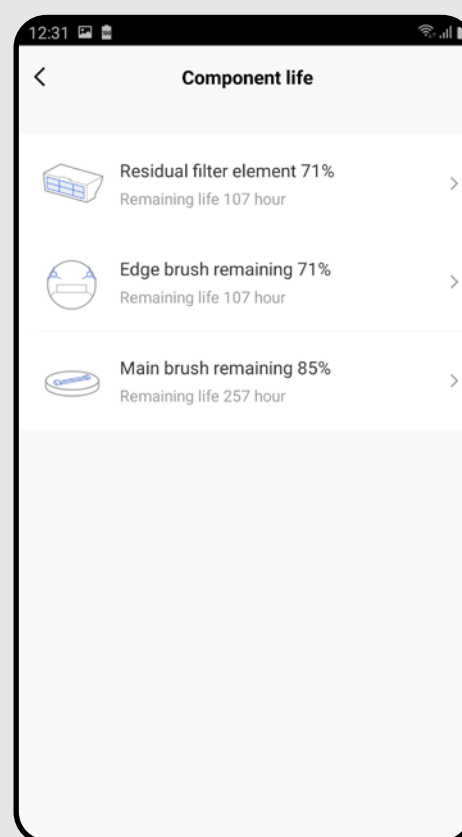 12:31
Component life
Residual filter element 71%
Remaining life 107 hour
Edge brush remaining 71%
Remaining life 107 hour
Main brush remaining 85%
Remaining life 257 hour